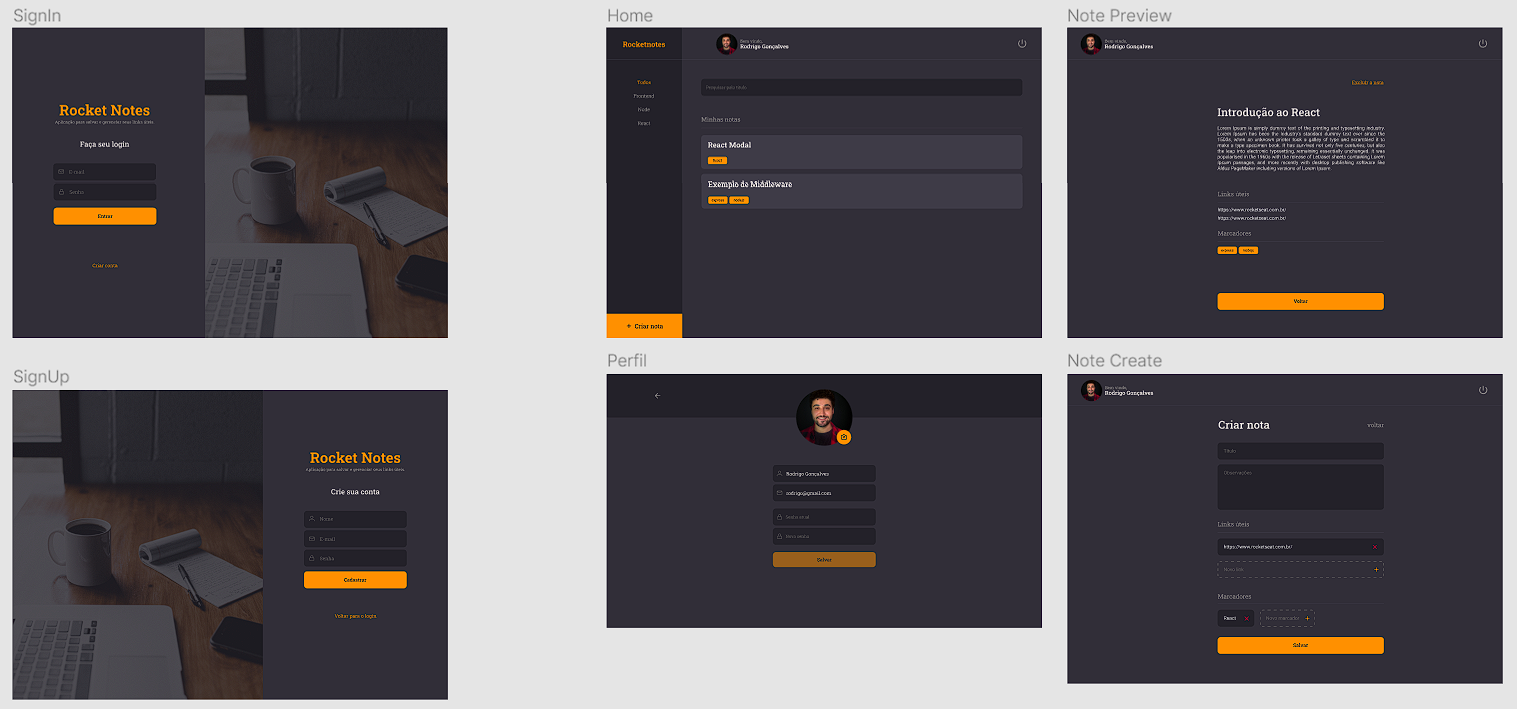 SignIn
Rocket Notes
Aplicação para salvar e gerenciar seus links úteis
Faça seu login
E-mail
Senha
Entrar
Criar conta
SignUp
Rocket Notes
Aplicação para salvar e gerenciar seus links úteis
Crie sua conta
Nome
E-mail
Senha
Cadastrar
Voltar para o login
Home
Rocketnotes
Bem vindo,
Rodrigo Gonçalves
Todos
Frontend
Node
React
Pesquisar pelo título
Minhas notas
React Modal
React
Exemplo de Middleware
express
nodejs
+ Criar nota
Perfil
Rodrigo Gonçalves
rodrigo@gmail.com
Senha atual
Nova senha
Salvar
Note Preview
Bem vindo,
Rodrigo Gonçalves
Excluir a nota
Introdução ao React
Lorem Ipsum is simply dummy text of the printing and typesetting industry.
Lorem Ipsum has been the industry's standard dummy text ever since the
1500s, when an unknown printer took a galley of type and scrambled it to
make a type specimen book. It has survived not only five centuries, but also
the leap into electronic typesetting, remaining essentially unchanged. It was
popularised in the 1960s with the release of Letraset sheets containing Lorem
Ipsum passages, and more recently with desktop publishing software like
Aldus PageMaker including versions of Lorem Ipsum.
Links úteis
https://www.rocketseat.com.br/
https://www.rocketseat.com.br/
Marcadores
express
nodejs
Voltar
Note Create
Bem vindo,
Rodrigo Gonçalves
Criar nota
voltar
Título
Observações
Links úteis
https://www.rocketseat.com.br/
Novo link
Marcadores
React
Novo marcador
Salvar